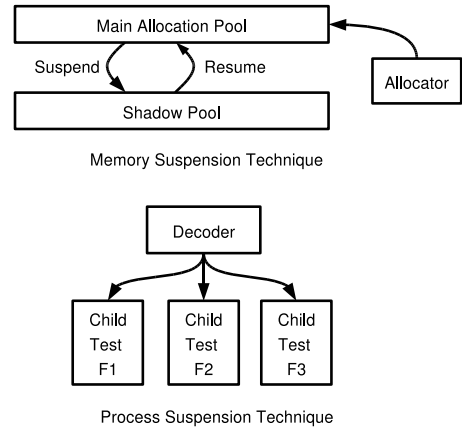 Main Allocation Pool
Suspend
Resume
Allocator
Shadow Pool
Memory Suspension Technique
Decoder
Child
Test
F1
Child
Test
F2
Child
Test
F3
Process Suspension Technique